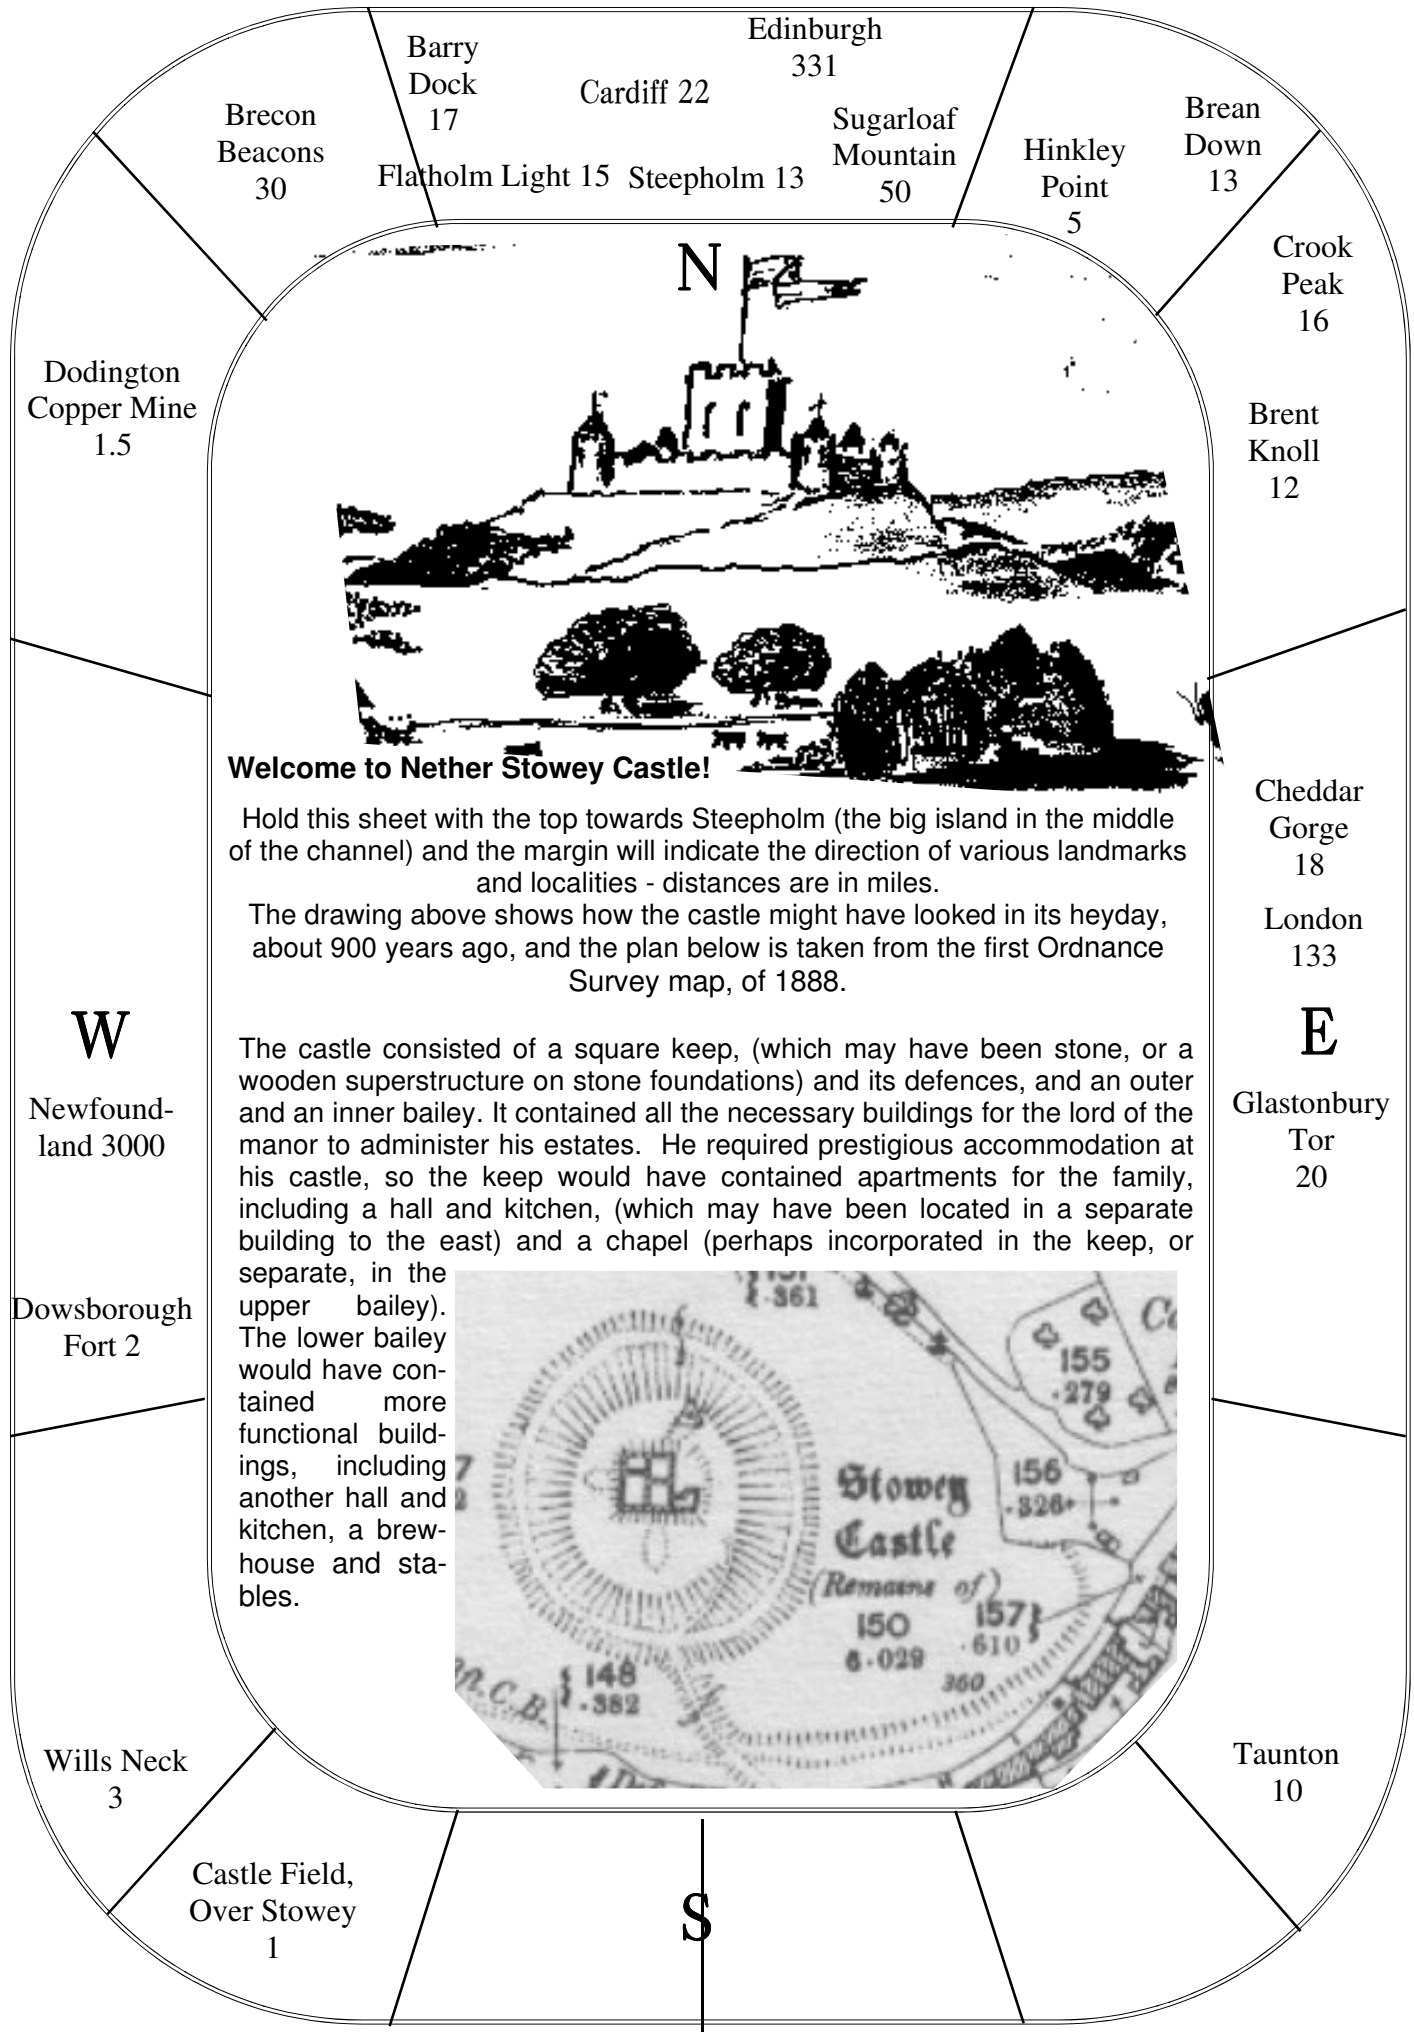 Edinburgh
331
Barry
Dock
17
Cardiff 22
Sugarloaf
Mountain
50
Flatholm Light 15
Steepholm 13
Brecon
Beacons
30
Hinkley
Point
5
Brean
Down
13
Crook
Peak
16
Brent
Knoll
12
Dodington
Copper Mine
1.5
N
Welcome to Nether Stowey Castle!
Hold this sheet with the top towards Steepholm (the big island in the middle
of the channel) and the margin will indicate the direction of various landmarks
and localities - distances are in miles.
The drawing above shows how the castle might have looked in its heyday,
about 900 years ago, and the plan below is taken from the first Ordnance
Survey map, of 1888.
The castle consisted of a square keep, (which may have been stone, or a
wooden superstructure on stone foundations) and its defences, and an outer
and an inner bailey. It contained all the necessary buildings for the lord of the
manor to administer his estates. He required prestigious accommodation at
his castle, so the keep would have contained apartments for the family,
including a hall and kitchen, (which may have been located in a separate
building to the east) and a chapel (perhaps incorporated in the keep, or
separate, in the
upper bailey).
The lower bailey
would have con-
tained more
functional build-
ings, including
another hall and
kitchen, a brew-
house and sta-
bles.
.361
155
.279
156
.326
Stowey
Castle
(Remains of)
150
6.029
157
.610
360
148
.382
C.B.
Cheddar
Gorge
18
London
133
E
Glastonbury
Tor
20
W
Newfound-
land 3000
Dowsborough
Fort 2
Wills Neck
3
Castle Field,
Over Stowey
1
S
Taunton
10